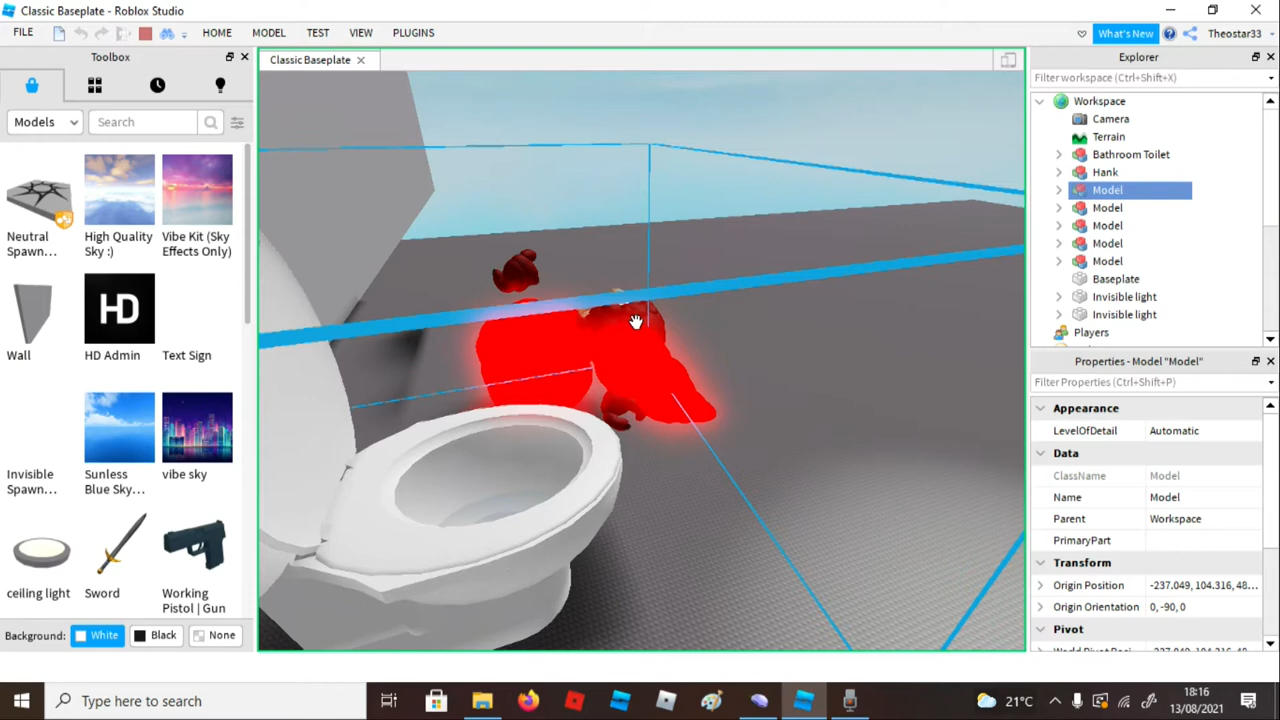 Classic Baseplate - Roblox Studio
FILE HOME MODEL TEST VIEW PLUGINS What's New Theostar33
Toolbox
Models Search
Neutral Spawn...
High Quality Sky :)
Vibe Kit (Sky Effects Only)
Wall
HD
HD Admin
Text Sign
Invisible Spawn...
Sunless Blue Sky...
vibe sky
ceiling light
Sword
Working Pistol | Gun
Background: White Black None
Classic Baseplate
Explorer
Filter workspace (Ctrl+Shift+X)
Workspace
Camera
Terrain
Bathroom Toilet
Hank
Model
Model
Model
Model
Model
Baseplate
Invisible light
Invisible light
Players
Properties - Model "Model"
Filter Properties (Ctrl+Shift+P)
Appearance
LevelOfDetail Automatic
Data
ClassName Model
Name Model
Parent Workspace
PrimaryPart
Transform
Origin Position -237.049, 104.316, 48...
Origin Orientation 0, -90, 0
Pivot
Type here to search
21°C
18:16
13/08/2021